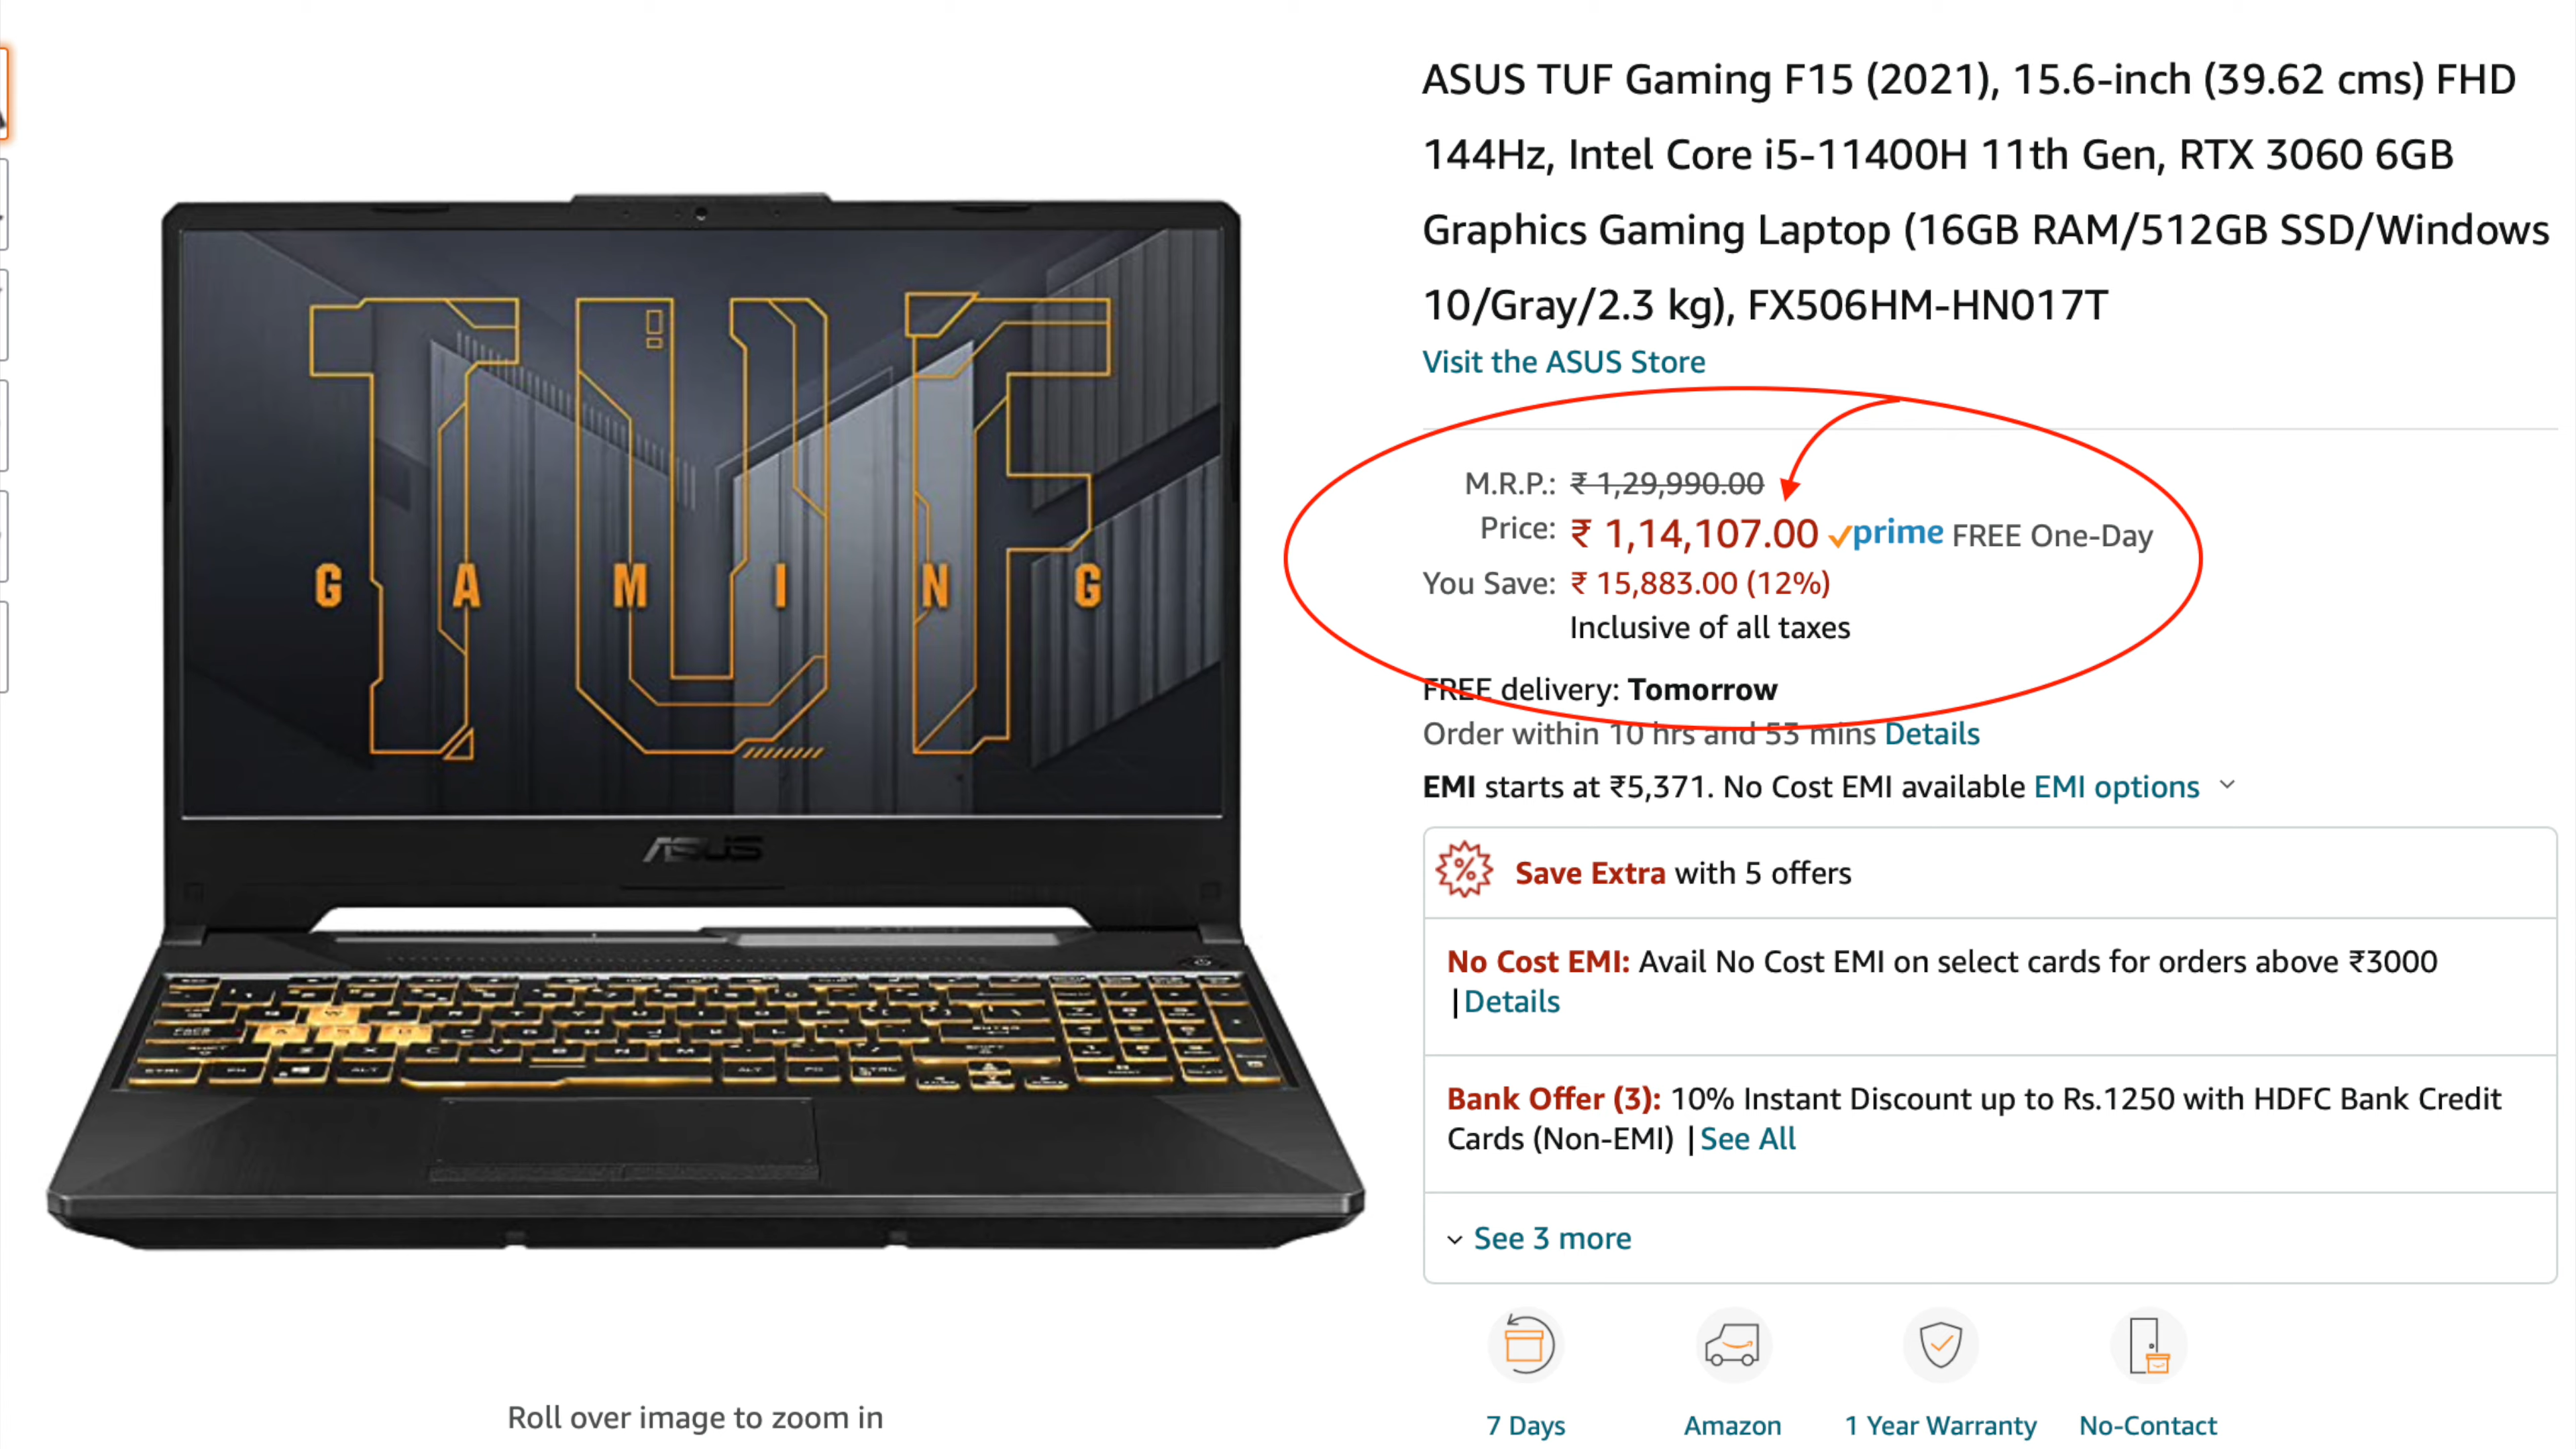 ASUS TUF Gaming F15 (2021), 15.6-inch (39.62 cms) FHD
144Hz, Intel Core i5-11400H 11th Gen, RTX 3060 6GB
Graphics Gaming Laptop (16GB RAM/512GB SSD/Windows
10/Gray/2.3 kg), FX506HM-HN017T
Visit the ASUS Store
M.R.P.: ₹ 1,29,990.00
Price: ₹ 1,14,107.00 prime FREE One-Day
You Save: ₹ 15,883.00 (12%)
Inclusive of all taxes
FREE delivery: Tomorrow
Order within 10 hrs and 53 mins Details
EMI starts at ₹5,371. No Cost EMI available EMI options
Save Extra with 5 offers
No Cost EMI: Avail No Cost EMI on select cards for orders above ₹3000
|Details
Bank Offer (3): 10% Instant Discount up to Rs.1250 with HDFC Bank Credit
Cards (Non-EMI) |See All
See 3 more
7 Days
Amazon
1 Year Warranty
No-Contact
TUF
GAMING
ASUS
Roll over image to zoom in